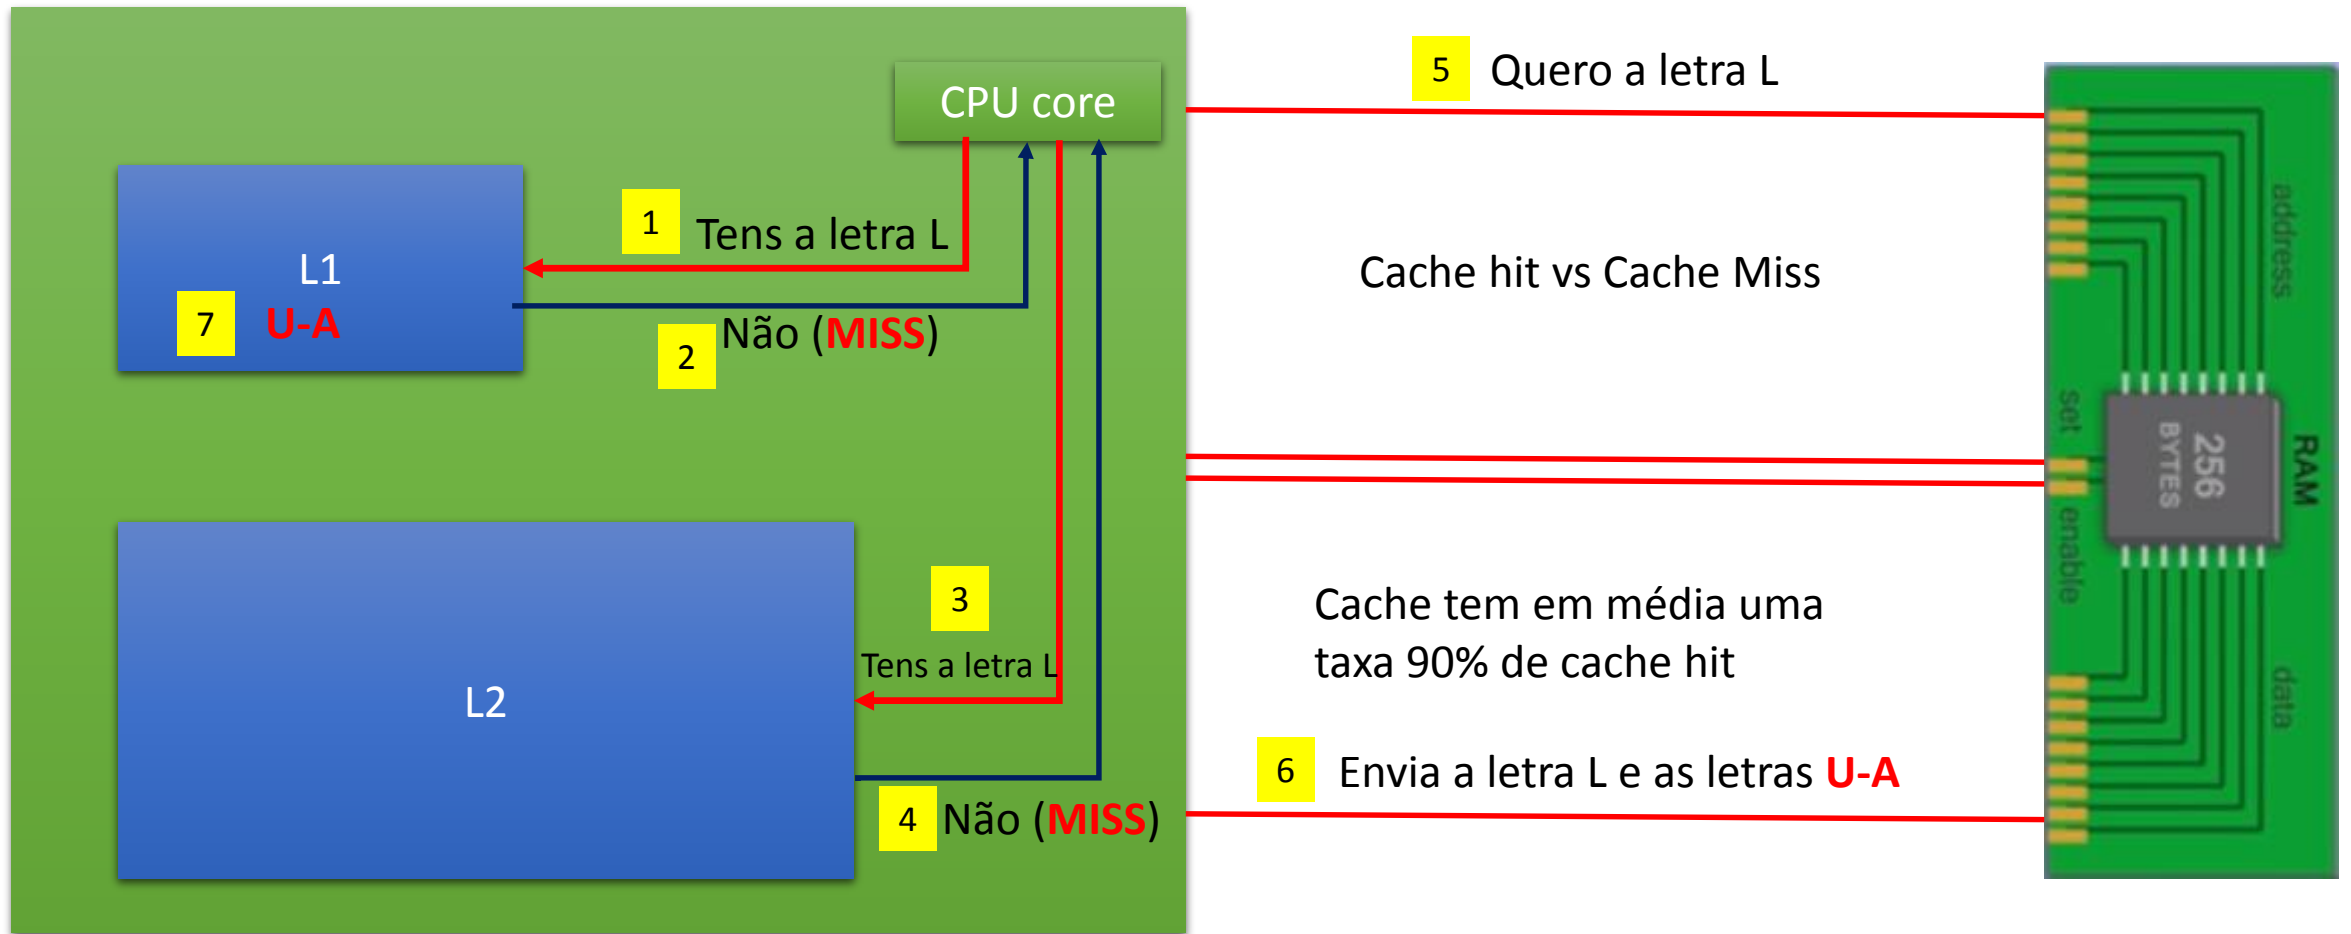 CPU core
1 Tens a letra L
L1
7 U-A
2 Não (MISS)
3
Tens a letra L
L2
4 Não (MISS)
5 Quero a letra L
Cache hit vs Cache Miss
Cache tem em média uma
taxa 90% de cache hit
6 Envia a letra L e as letras U-A
address
set
enable
data
256
BYTES
RAM